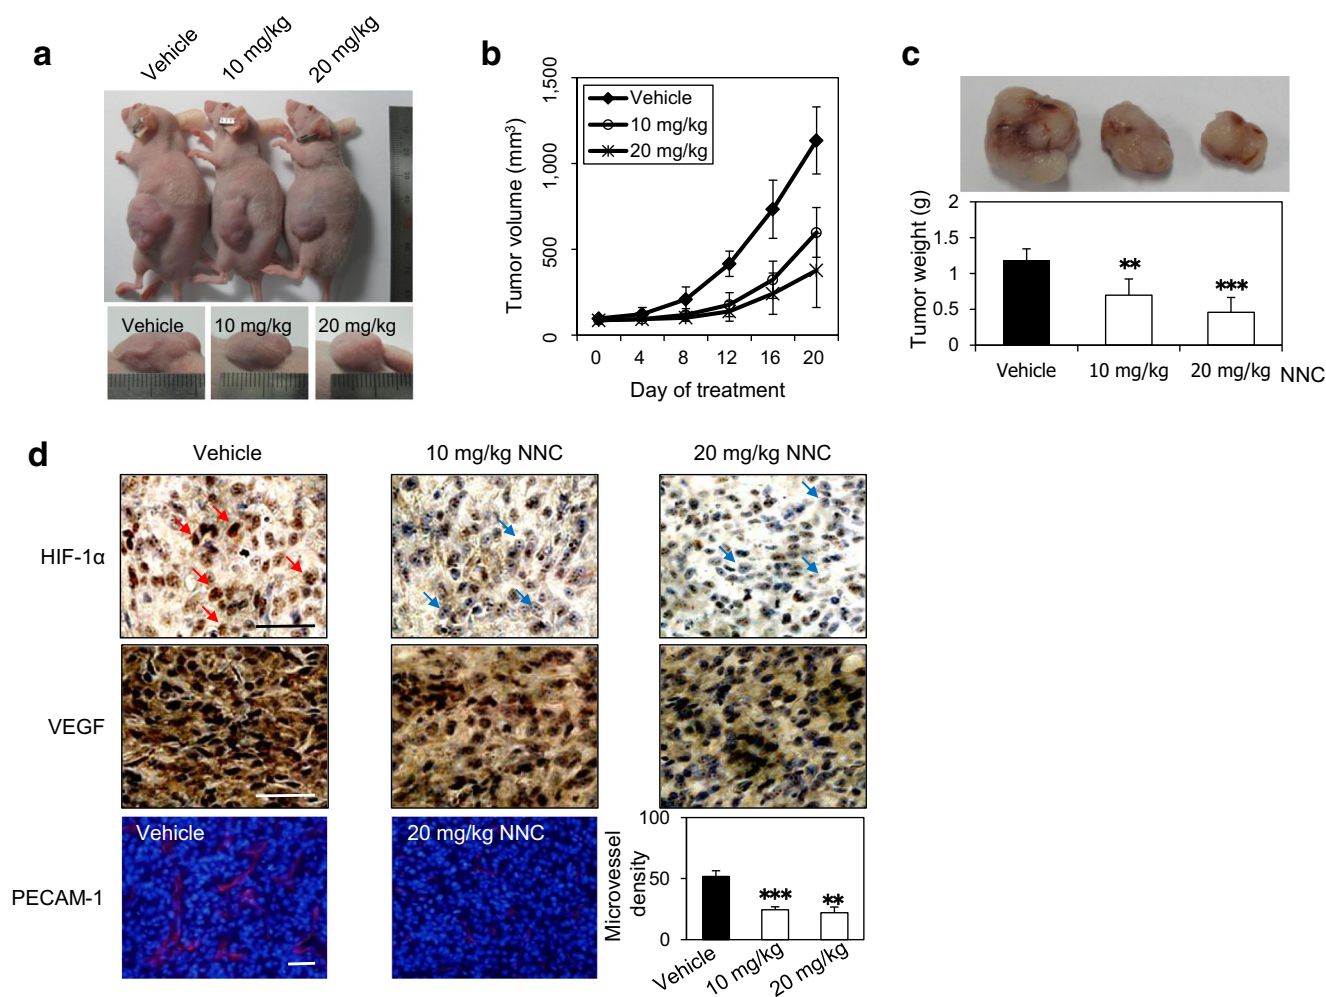 a
Vehicle
10 mg/kg
20 mg/kg
Vehicle
10 mg/kg
20 mg/kg
b
Tumor volume (mm³)
1,500
1,000
500
0
Vehicle
10 mg/kg
20 mg/kg
0 4 8 12 16 20
Day of treatment
c
Tumor weight (g)
2
1.5
1
0.5
0
**
***
Vehicle 10 mg/kg 20 mg/kg NNC
d
Vehicle 10 mg/kg NNC 20 mg/kg NNC
HIF-1α
VEGF
PECAM-1
Vehicle
20 mg/kg NNC
Microvessel
density
100
50
0
***
**
Vehicle
10 mg/kg
20 mg/kg